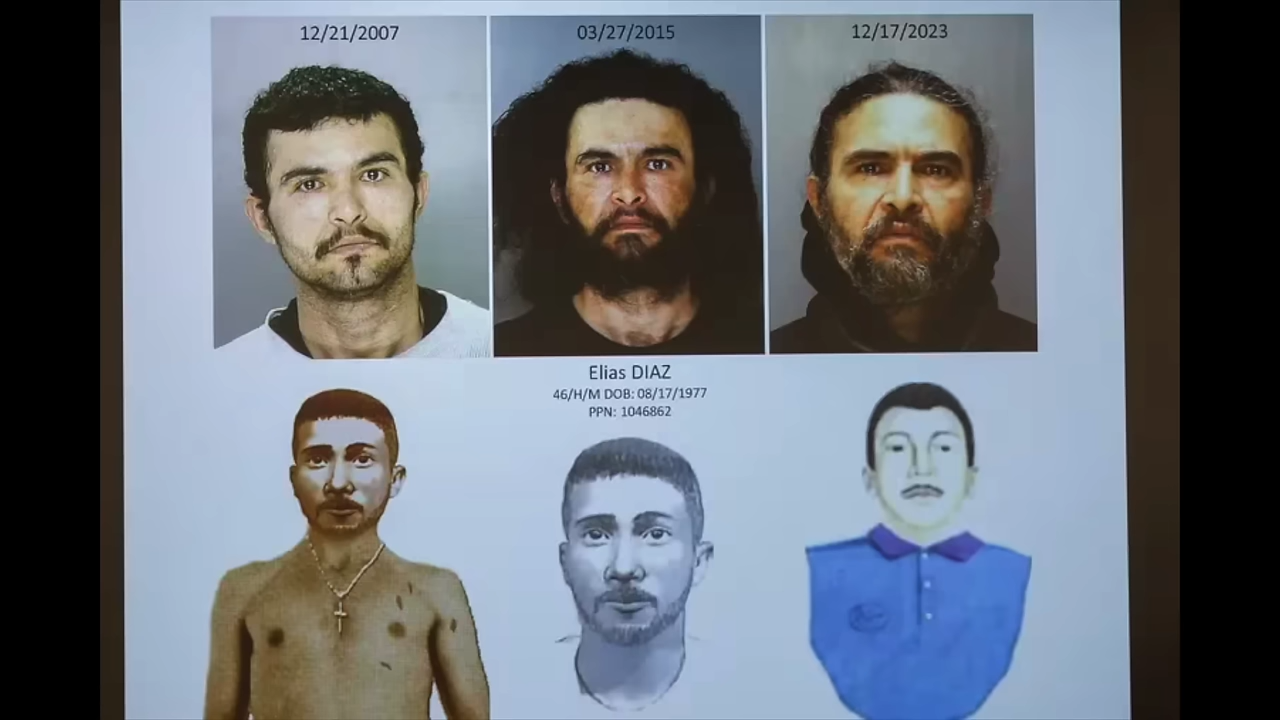 12/21/2007
03/27/2015
12/17/2023
Elias DIAZ
46/H/M DOB: 08/17/1977
PPN: 1046862